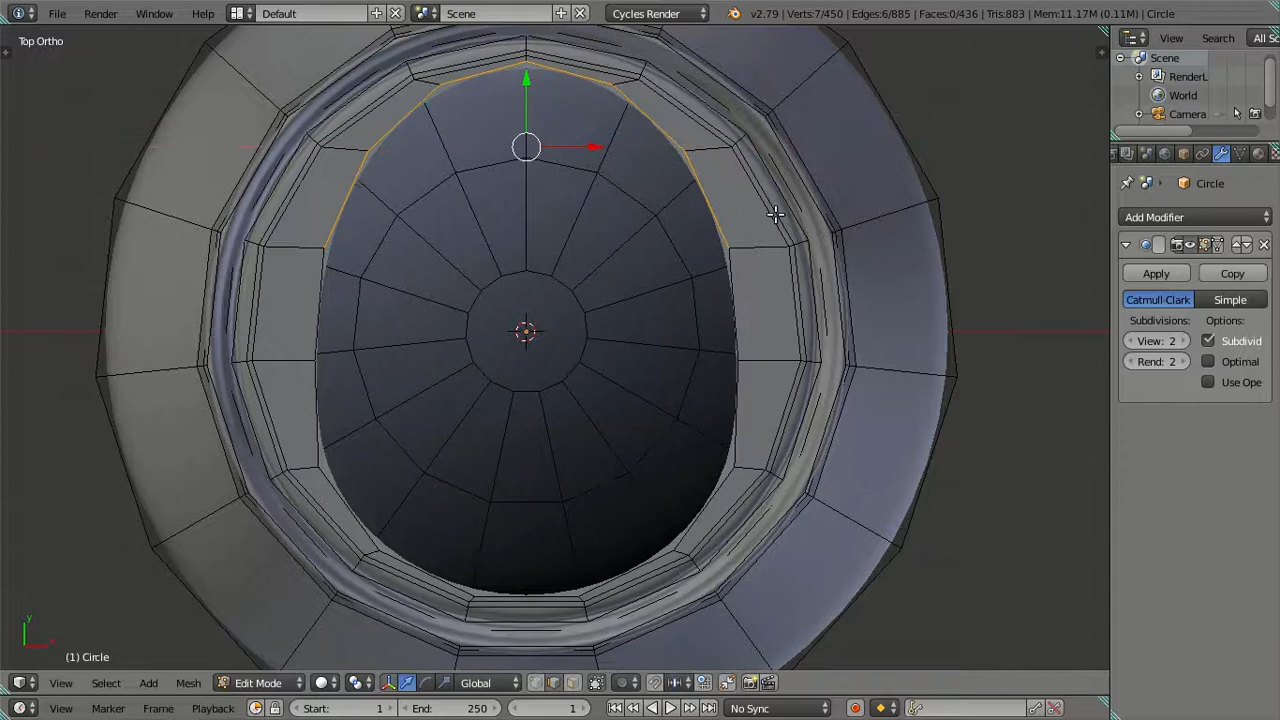 File Render Window Help Default Scene Cycles Render v2.79 | Verts:7/450 | Edges:6/885 | Faces:0/436 | Tris:883 | Mem:11.17M (0.11M) | Circle
Top Ortho
View Search All Sc
Scene
RenderL
World
Camera
Circle
Add Modifier
Apply Copy
Catmull-Clark Simple
Subdivisions: Options:
View: 2 Subdivid
Rend: 2 Optimal
Use Ope
y
x
(1) Circle
View Select Add Mesh Edit Mode Global
View Marker Frame Playback Start: 1 End: 250 1 No Sync